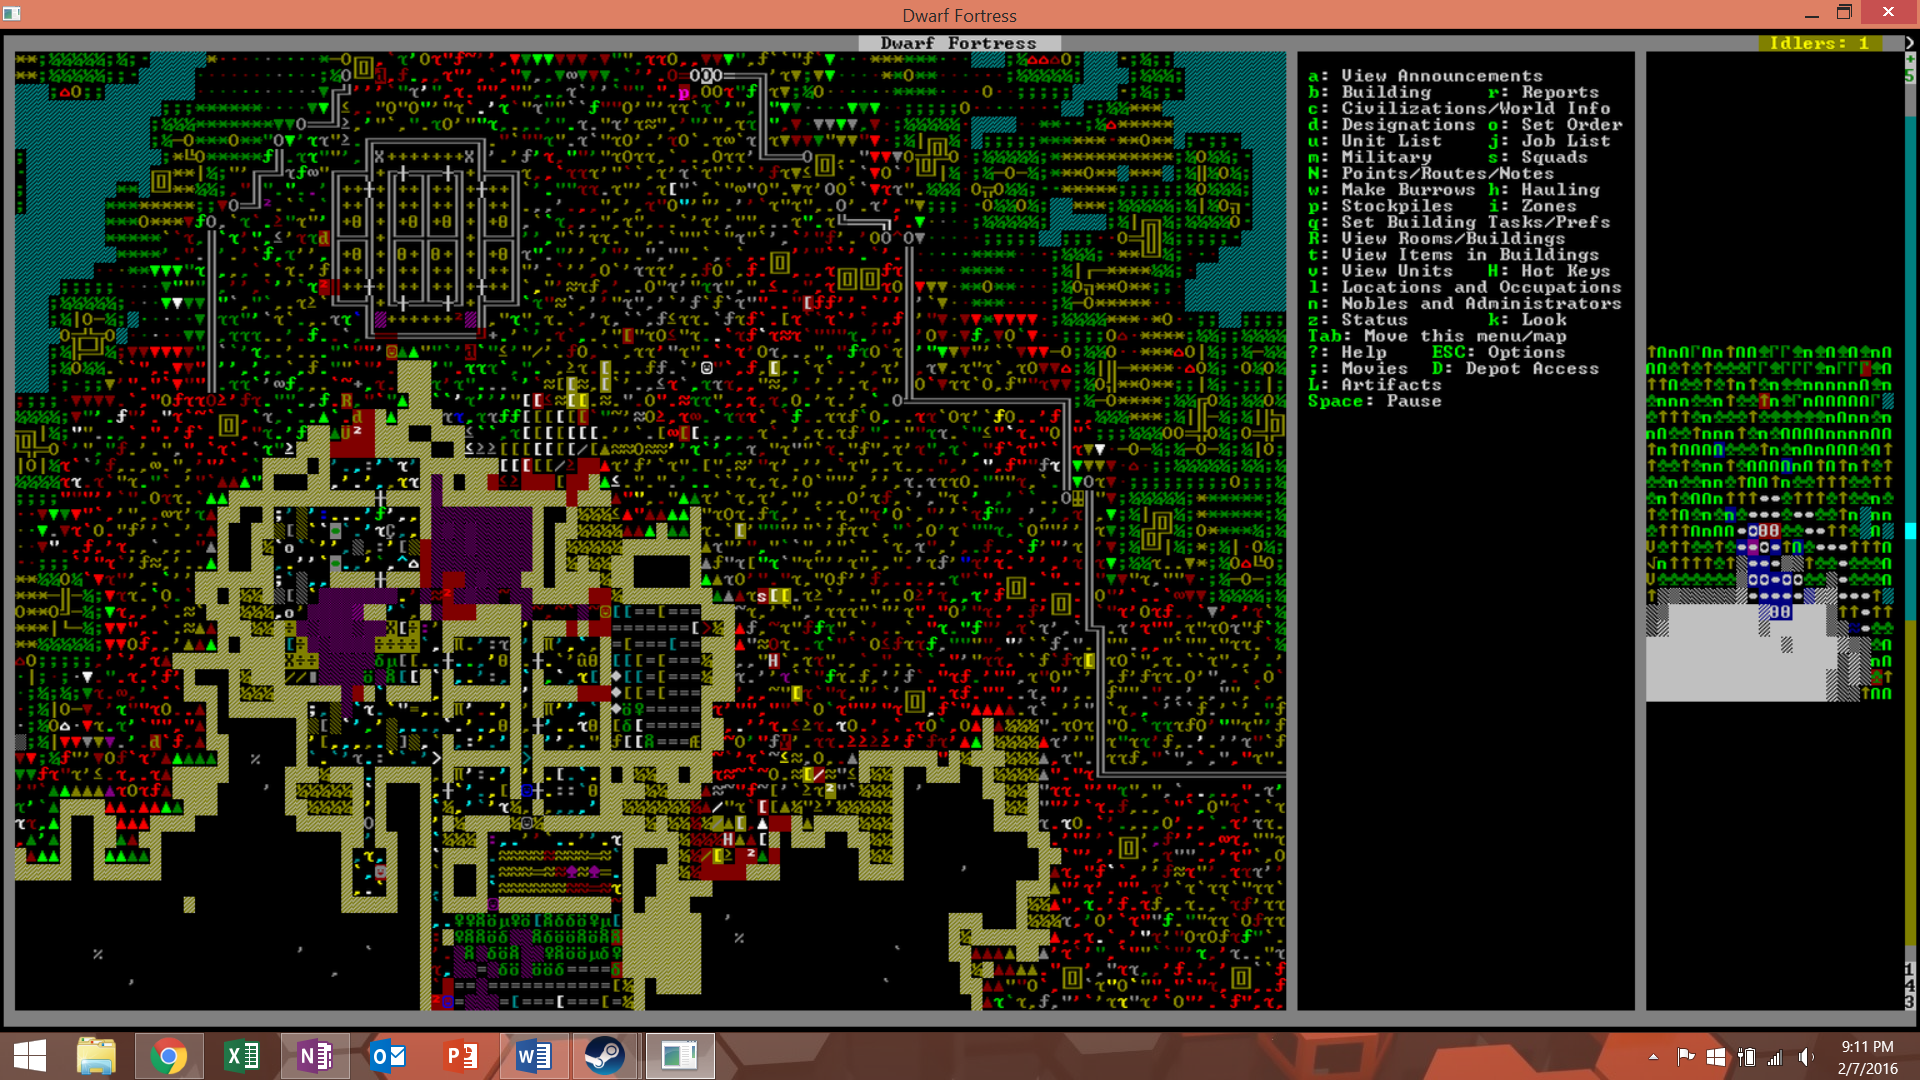 Dwarf Fortress
Dwarf Fortress
Idlers: 1
a: View Announcements
b: Building r: Reports
c: Civilizations/World Info
d: Designations o: Set Order
u: Unit List j: Job List
m: Military s: Squads
N: Points/Routes/Notes
w: Make Burrows h: Hauling
p: Stockpiles i: Zones
q: Set Building Tasks/Prefs
R: View Rooms/Buildings
t: View Items in Buildings
v: View Units H: Hot Keys
l: Locations and Occupations
n: Nobles and Administrators
z: Status k: Look
Tab: Move this menu/map
?: Help ESC: Options
;: Movies D: Depot Access
L: Artifacts
Space: Pause
+5
143
9:11 PM
2/7/2016